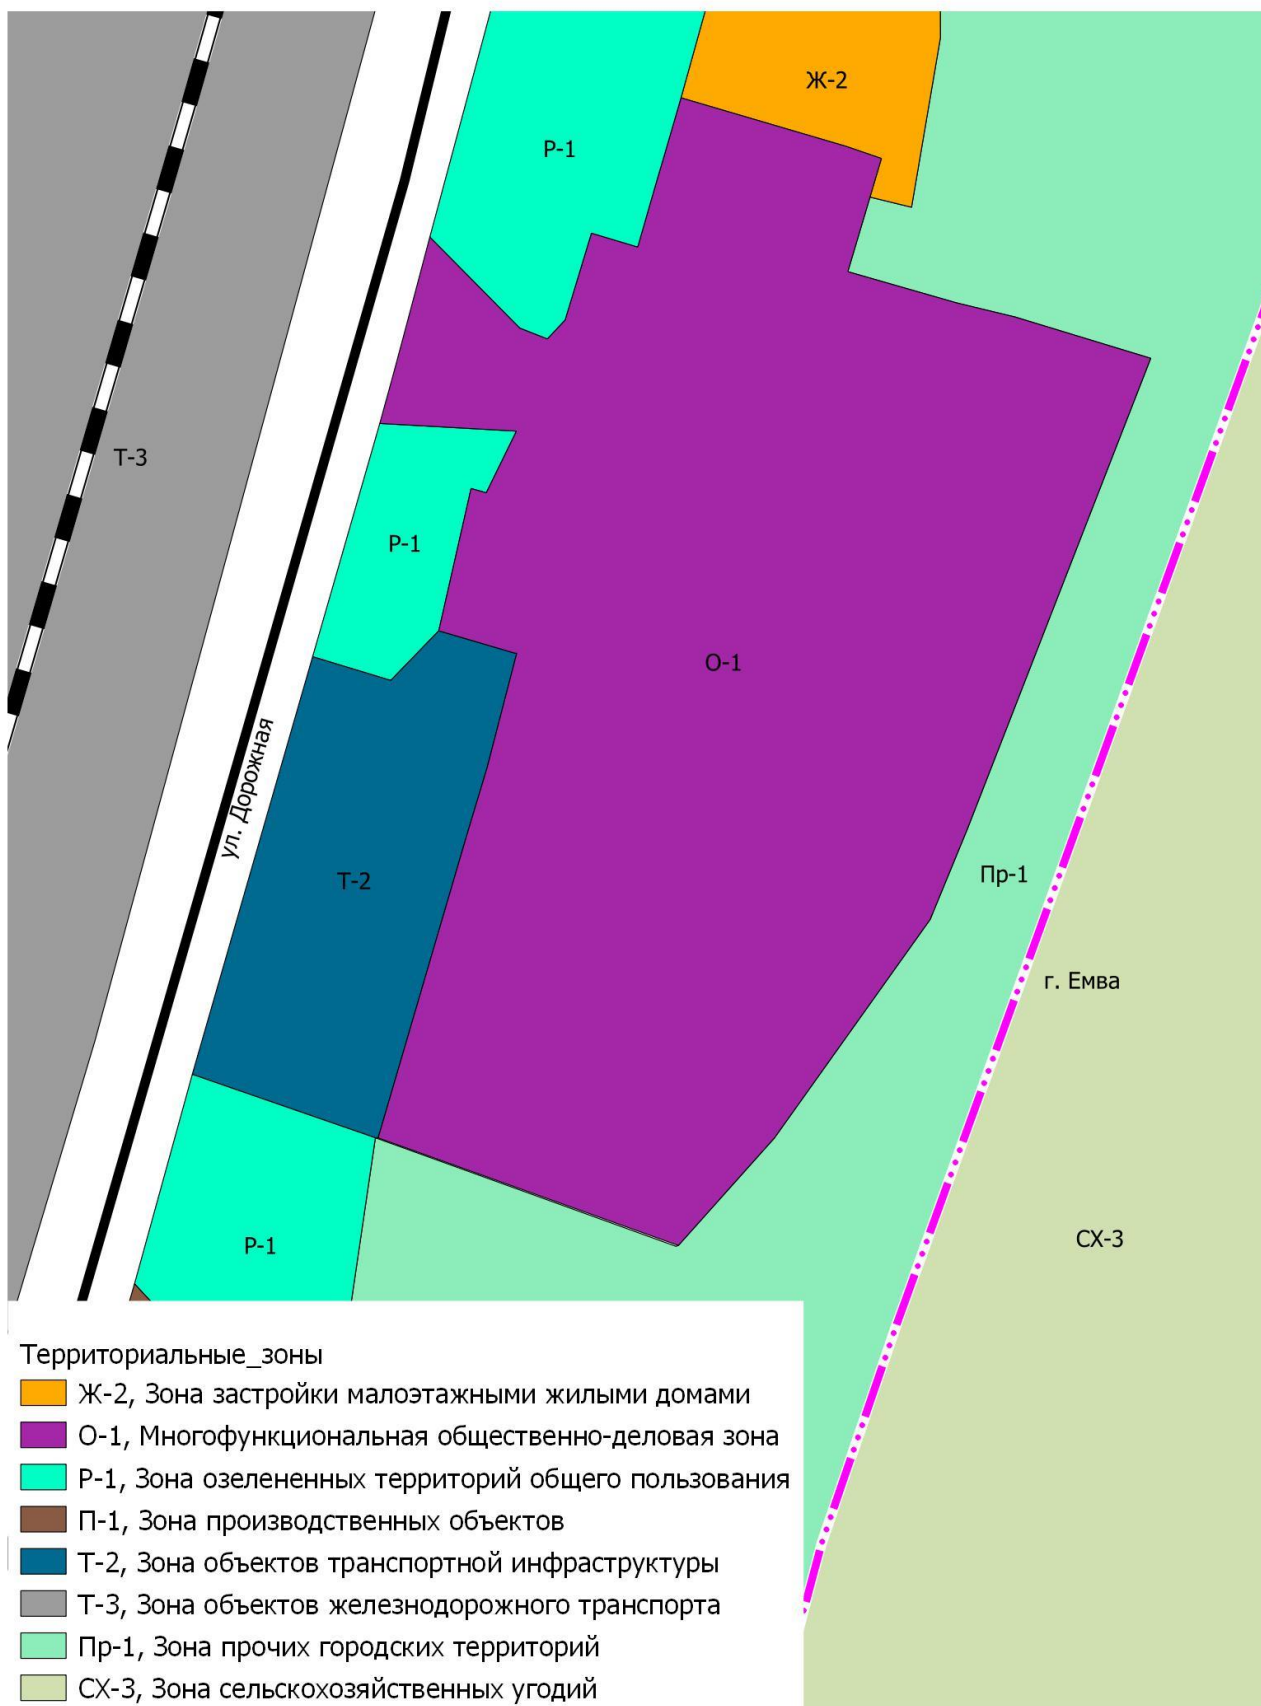 Ж-2
Р-1
Т-3
Р-1
О-1
ул. Дорожная
Т-2
Пр-1
г. Емва
СХ-3
Р-1
Территориальные_зоны
Ж-2, Зона застройки малоэтажными жилыми домами
О-1, Многофункциональная общественно-деловая зона
Р-1, Зона озелененных территорий общего пользования
П-1, Зона производственных объектов
Т-2, Зона объектов транспортной инфраструктуры
Т-3, Зона объектов железнодорожного транспорта
Пр-1, Зона прочих городских территорий
СХ-3, Зона сельскохозяйственных угодий